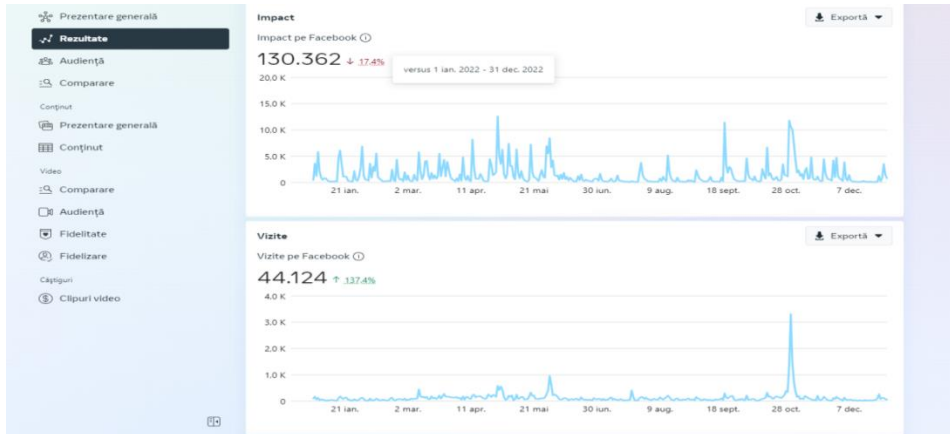 Prezentare generală
Rezultate
Audiență
Comparare
Conținut
Prezentare generală
Conținut
Video
Comparare
Audiență
Fidelitate
Fidelizare
Câștiguri
Clipuri video
Impact
Exportă
Impact pe Facebook
130.362 ↓ 17.4%
versus 1 ian. 2022 - 31 dec. 2022
20.0 K
15.0 K
10.0 K
5.0 K
0
21 ian. 2 mar. 11 apr. 21 mai 30 iun. 9 aug. 18 sept. 28 oct. 7 dec.
Vizite
Exportă
Vizite pe Facebook
44.124 ↑ 137.4%
4.0 K
3.0 K
2.0 K
1.0 K
0
21 ian. 2 mar. 11 apr. 21 mai 30 iun. 9 aug. 18 sept. 28 oct. 7 dec.